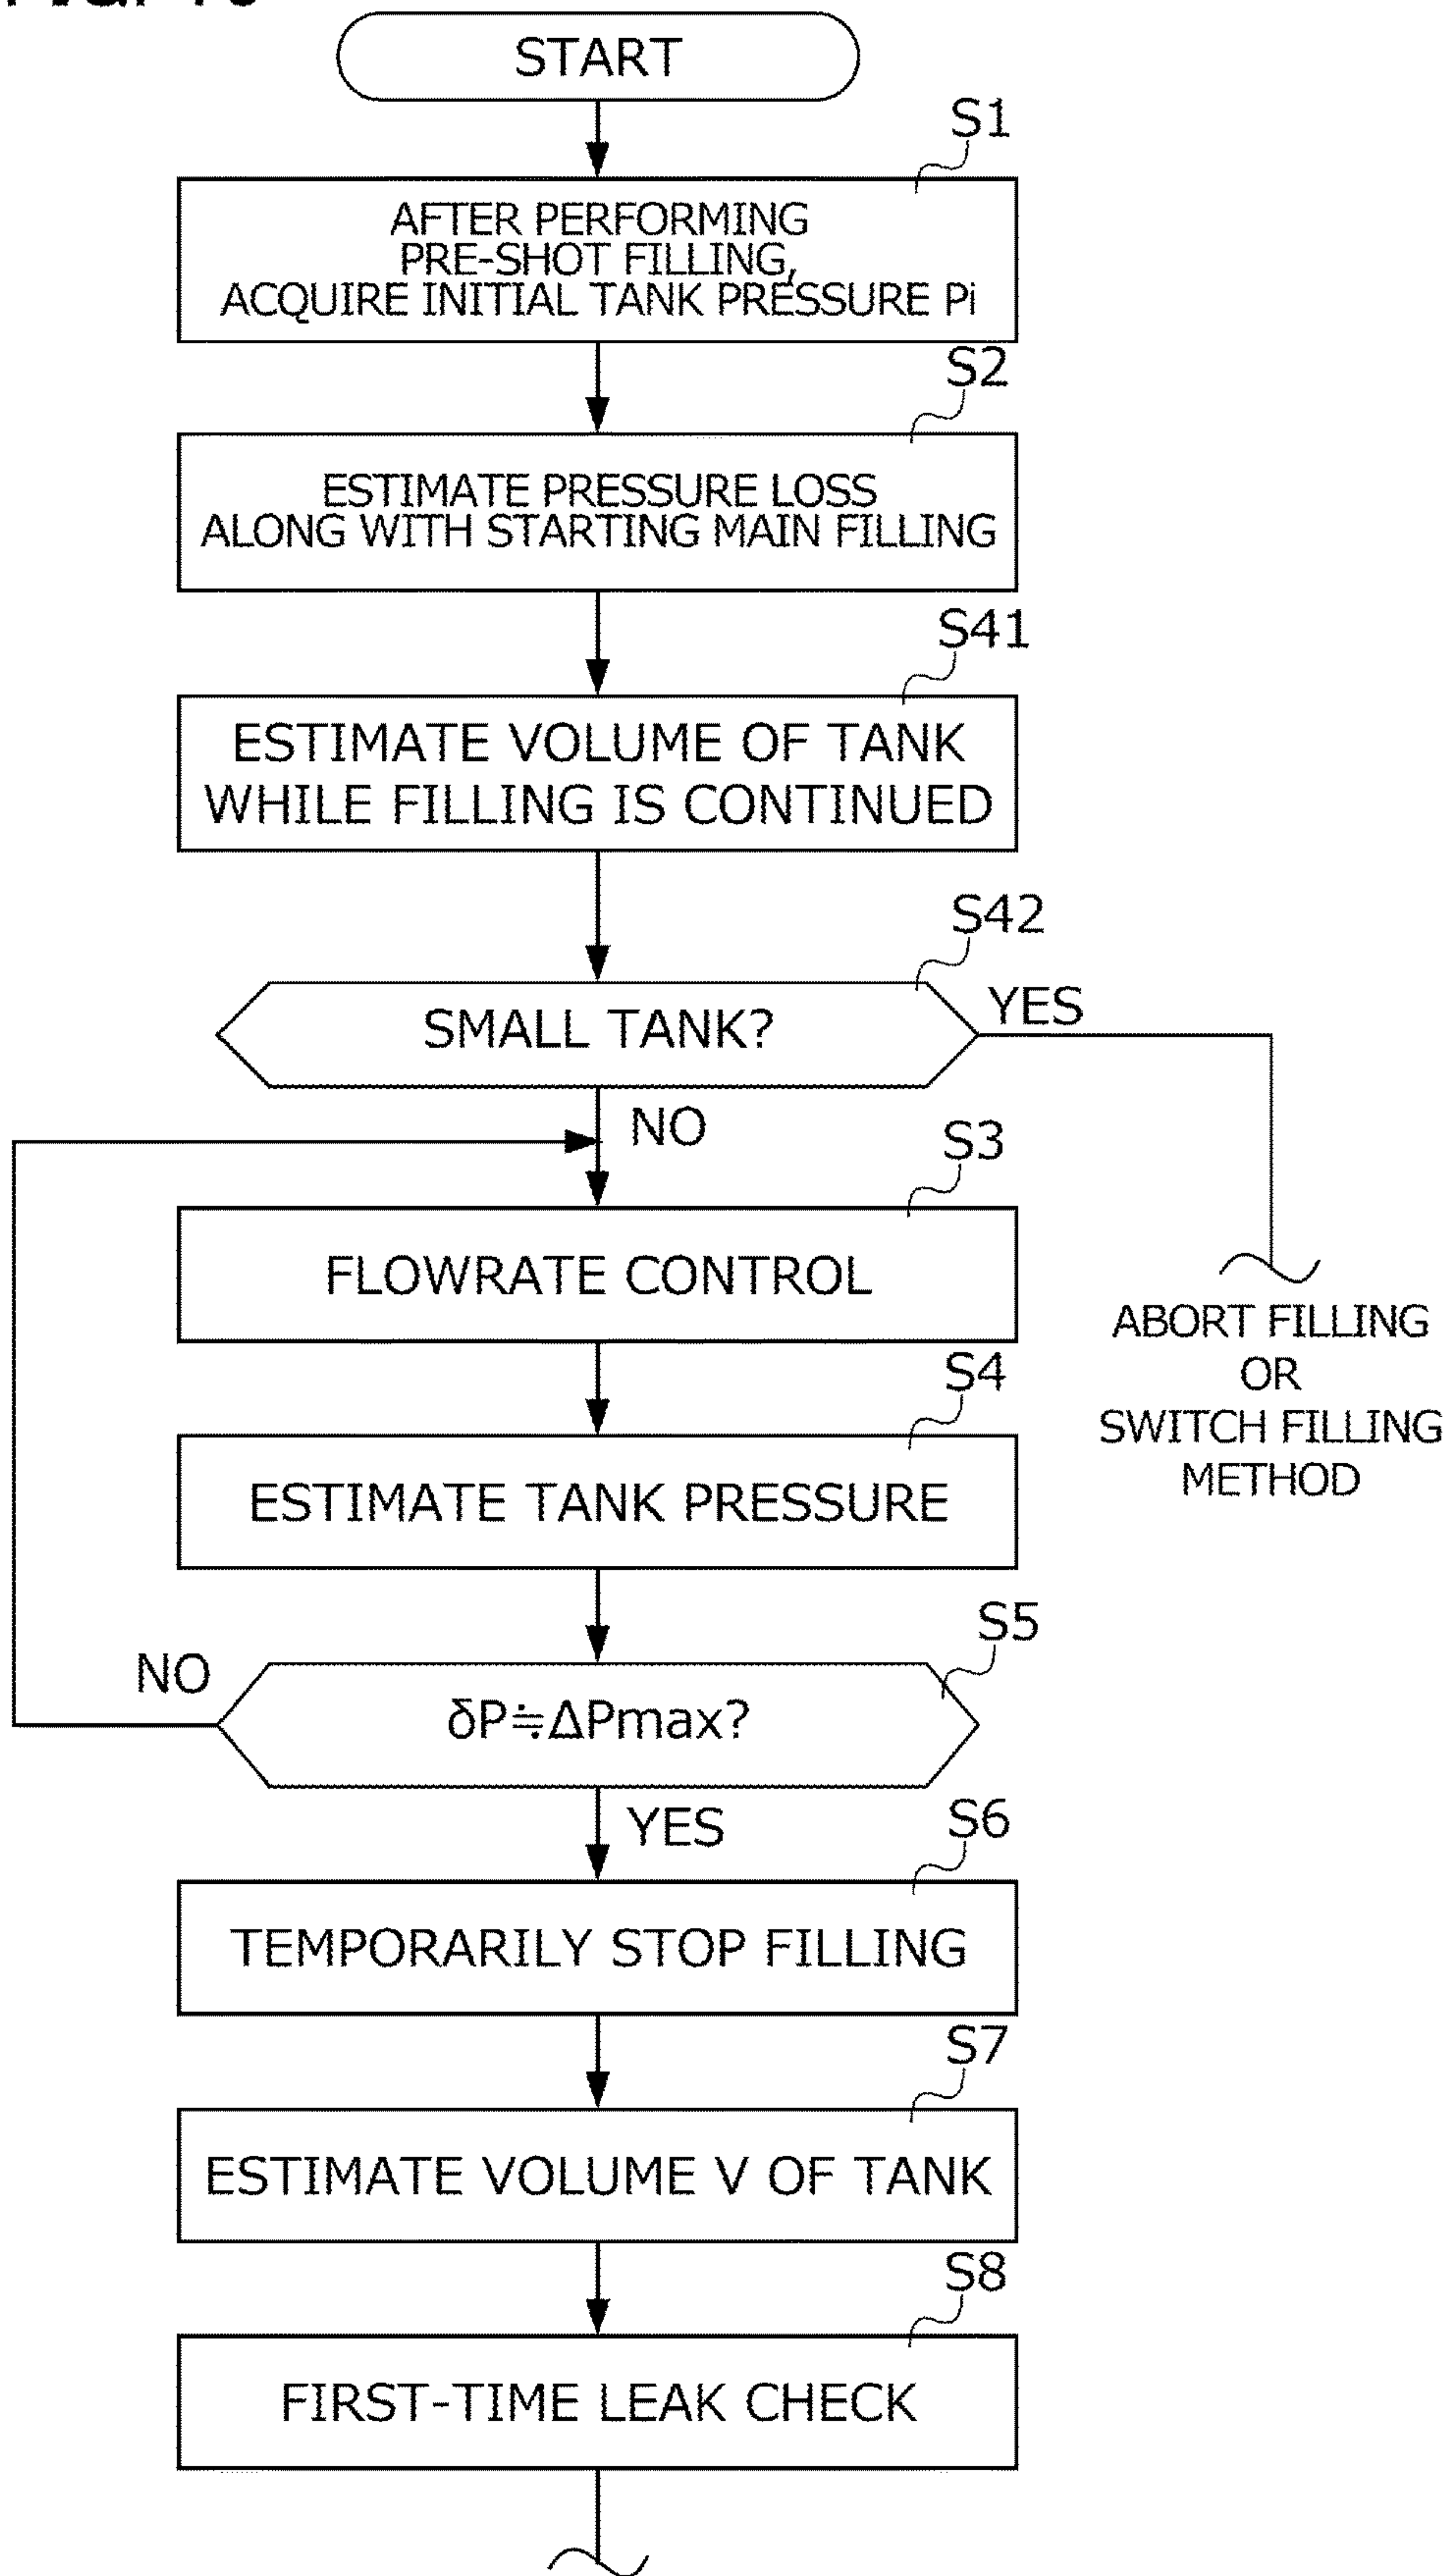 START
S1
AFTER PERFORMING
PRE-SHOT FILLING,
ACQUIRE INITIAL TANK PRESSURE Pi
S2
ESTIMATE PRESSURE LOSS
ALONG WITH STARTING MAIN FILLING
S41
ESTIMATE VOLUME OF TANK
WHILE FILLING IS CONTINUED
S42
SMALL TANK?
YES
NO
S3
FLOWRATE CONTROL
ABORT FILLING
OR
SWITCH FILLING
METHOD
S4
ESTIMATE TANK PRESSURE
S5
NO
δP≒ΔPmax?
YES
S6
TEMPORARILY STOP FILLING
S7
ESTIMATE VOLUME V OF TANK
S8
FIRST-TIME LEAK CHECK